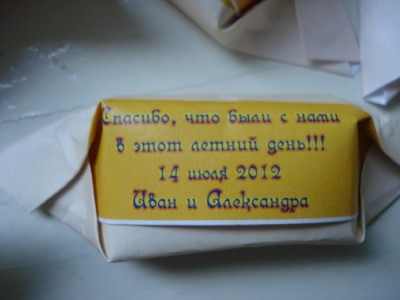 Спасибо, что были с нами
в этот летний день!!!
14 июля 2012
Иван и Александра